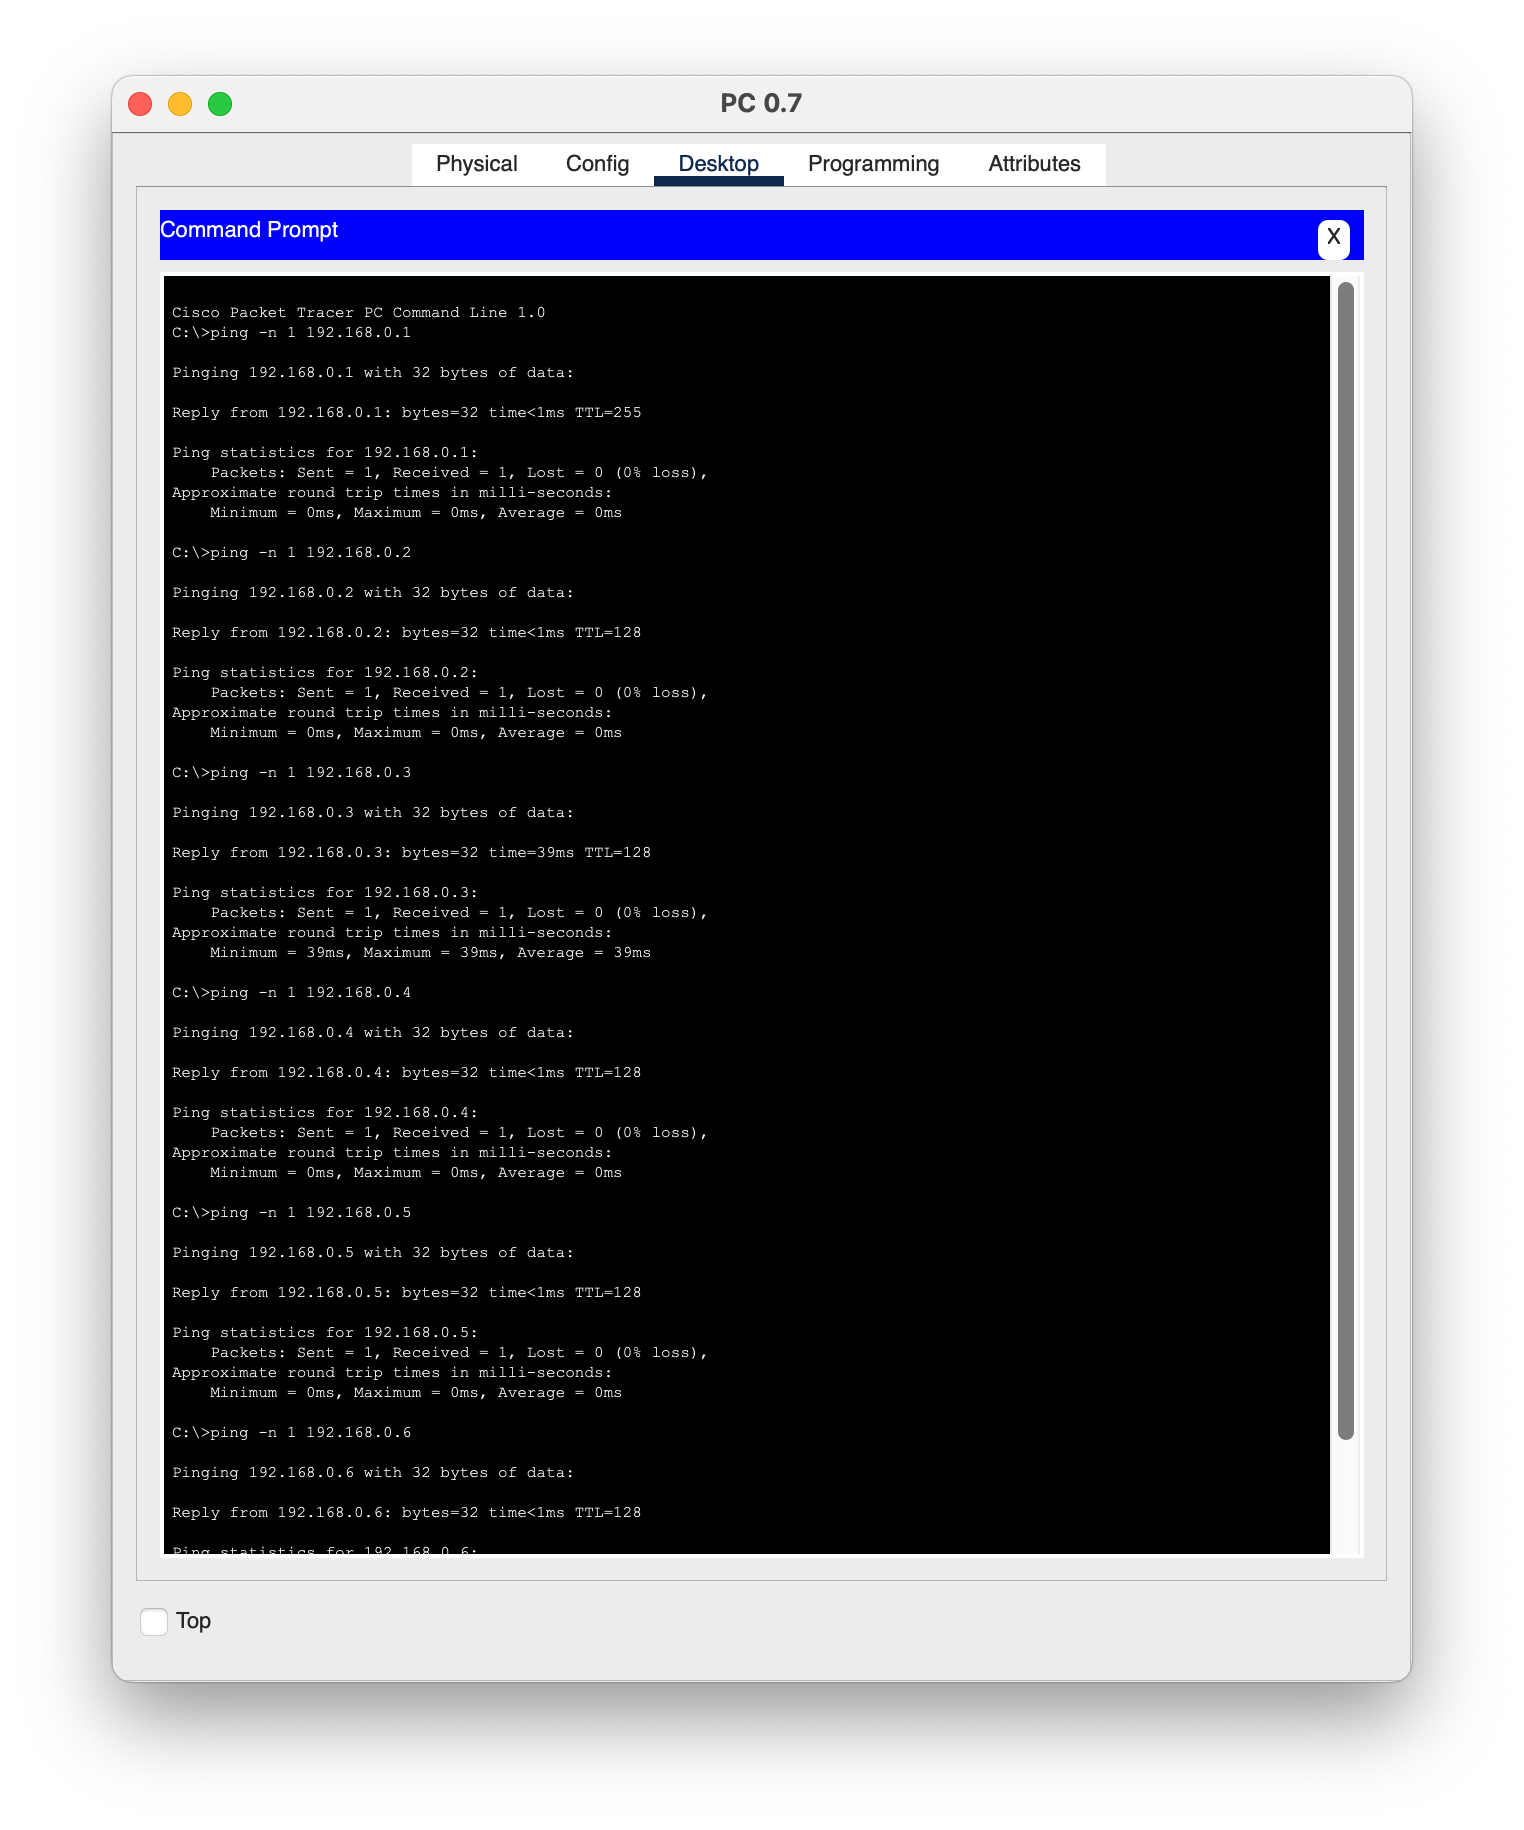 PC 0.7
Physical Config Desktop Programming Attributes
Command Prompt
X
Cisco Packet Tracer PC Command Line 1.0
C:\>ping -n 1 192.168.0.1
Pinging 192.168.0.1 with 32 bytes of data:
Reply from 192.168.0.1: bytes=32 time<1ms TTL=255
Ping statistics for 192.168.0.1:
    Packets: Sent = 1, Received = 1, Lost = 0 (0% loss),
Approximate round trip times in milli-seconds:
    Minimum = 0ms, Maximum = 0ms, Average = 0ms
C:\>ping -n 1 192.168.0.2
Pinging 192.168.0.2 with 32 bytes of data:
Reply from 192.168.0.2: bytes=32 time<1ms TTL=128
Ping statistics for 192.168.0.2:
    Packets: Sent = 1, Received = 1, Lost = 0 (0% loss),
Approximate round trip times in milli-seconds:
    Minimum = 0ms, Maximum = 0ms, Average = 0ms
C:\>ping -n 1 192.168.0.3
Pinging 192.168.0.3 with 32 bytes of data:
Reply from 192.168.0.3: bytes=32 time=39ms TTL=128
Ping statistics for 192.168.0.3:
    Packets: Sent = 1, Received = 1, Lost = 0 (0% loss),
Approximate round trip times in milli-seconds:
    Minimum = 39ms, Maximum = 39ms, Average = 39ms
C:\>ping -n 1 192.168.0.4
Pinging 192.168.0.4 with 32 bytes of data:
Reply from 192.168.0.4: bytes=32 time<1ms TTL=128
Ping statistics for 192.168.0.4:
    Packets: Sent = 1, Received = 1, Lost = 0 (0% loss),
Approximate round trip times in milli-seconds:
    Minimum = 0ms, Maximum = 0ms, Average = 0ms
C:\>ping -n 1 192.168.0.5
Pinging 192.168.0.5 with 32 bytes of data:
Reply from 192.168.0.5: bytes=32 time<1ms TTL=128
Ping statistics for 192.168.0.5:
    Packets: Sent = 1, Received = 1, Lost = 0 (0% loss),
Approximate round trip times in milli-seconds:
    Minimum = 0ms, Maximum = 0ms, Average = 0ms
C:\>ping -n 1 192.168.0.6
Pinging 192.168.0.6 with 32 bytes of data:
Reply from 192.168.0.6: bytes=32 time<1ms TTL=128
Ping statistics for 192.168.0.6:
Top